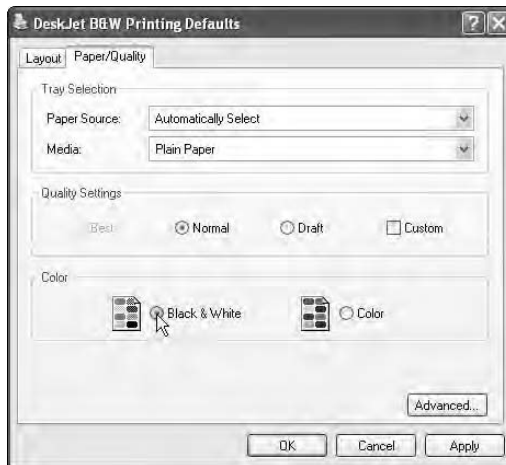 DeskJet B&W Printing Defaults
Layout Paper/Quality
Tray Selection
Paper Source: Automatically Select
Media: Plain Paper
Quality Settings
Best Normal Draft Custom
Color
Black & White Color
Advanced...
OK Cancel Apply